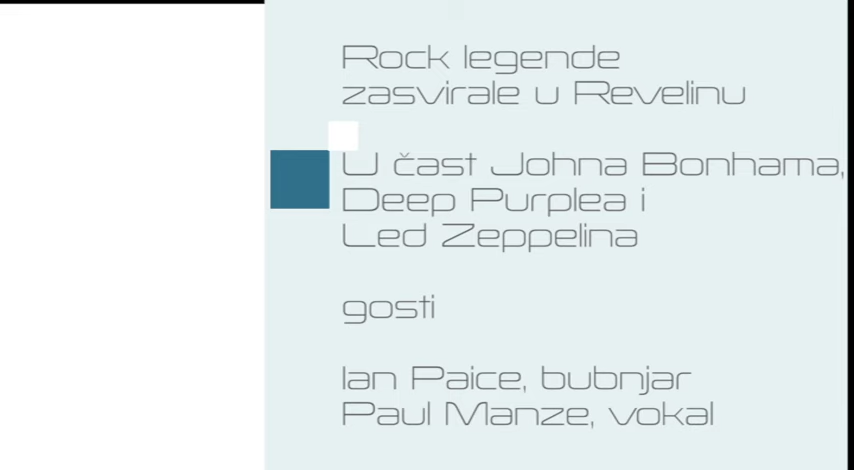 Rock legende
zasvirale u Revelinu
U čast Johna Bonhama,
Deep Purplea i
Led Zeppelina
gosti
Ian Paice, bubnjar
Paul Manze, vokal